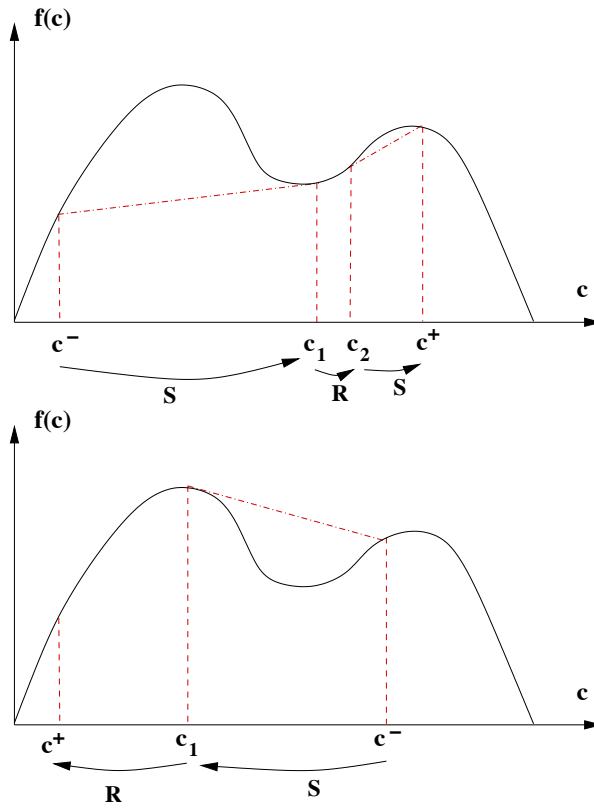 f(c)
c
c⁻ c₁ c₂ c⁺
S R S
f(c)
c
c⁺ c₁ c⁻
R S